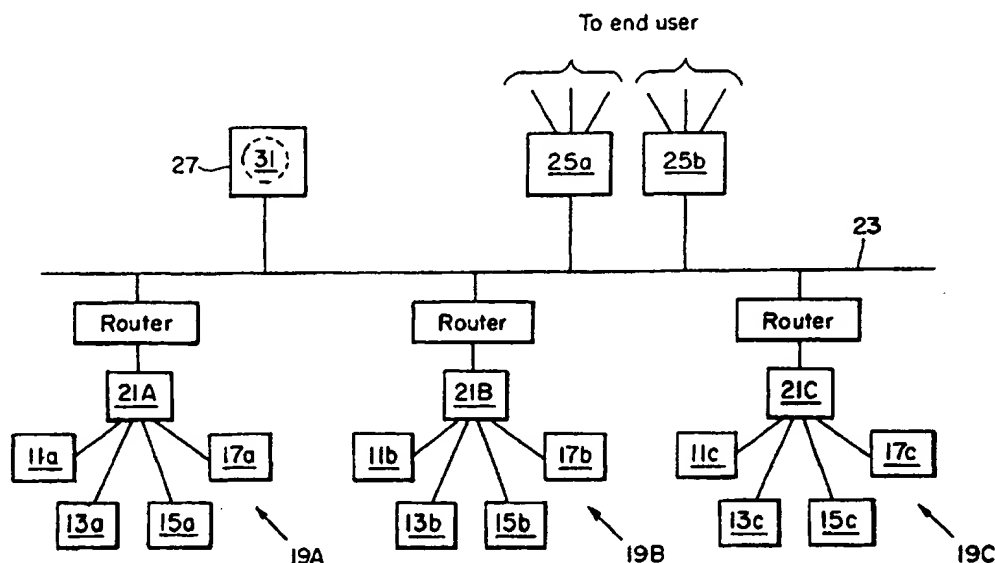 To end user
27
31
25a
25b
23
Router
Router
Router
21A
21B
21C
11a
17a
11b
17b
11c
17c
13a
15a
13b
15b
13c
15c
19A
19B
19C